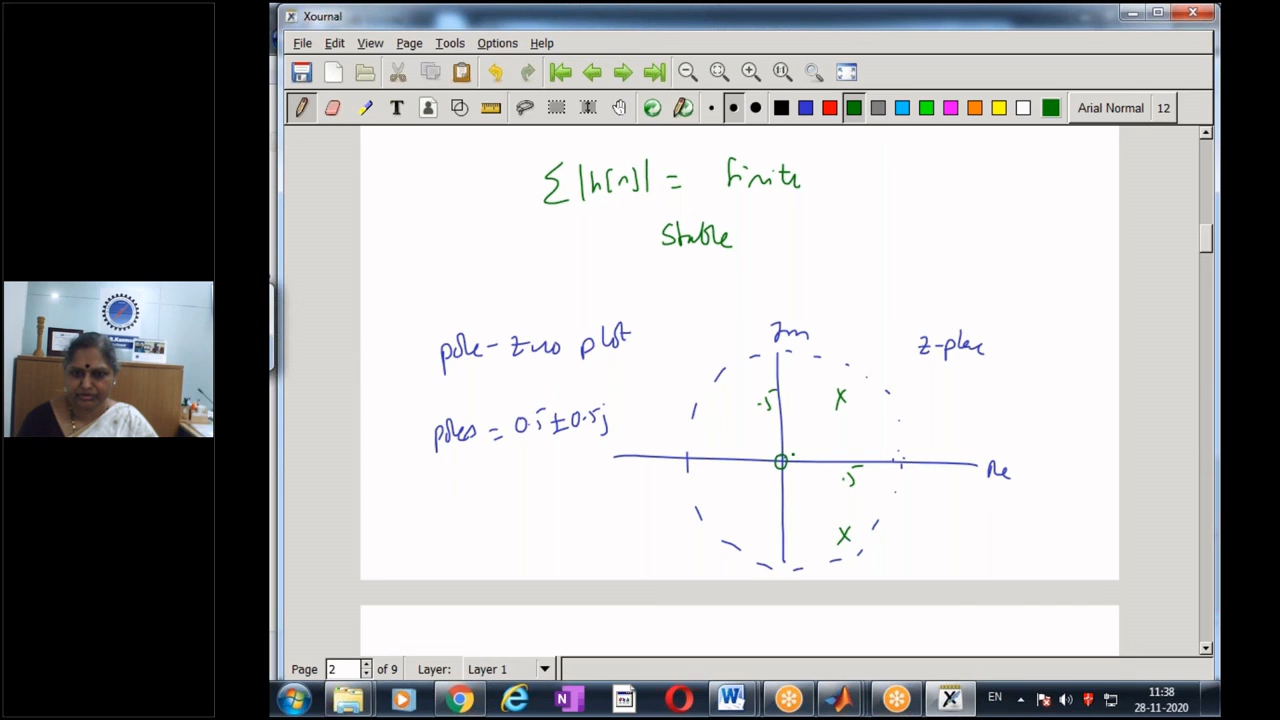 Xournal
File Edit View Page Tools Options Help
Arial Normal 12
Σ |h[n]| = finite
Stable
pole-zero plot
Im
z-plane
.5
X
poles = 0.5 ± 0.5j
.5
Re
X
Page 2 of 9 Layer: Layer 1
EN
11:38
28-11-2020